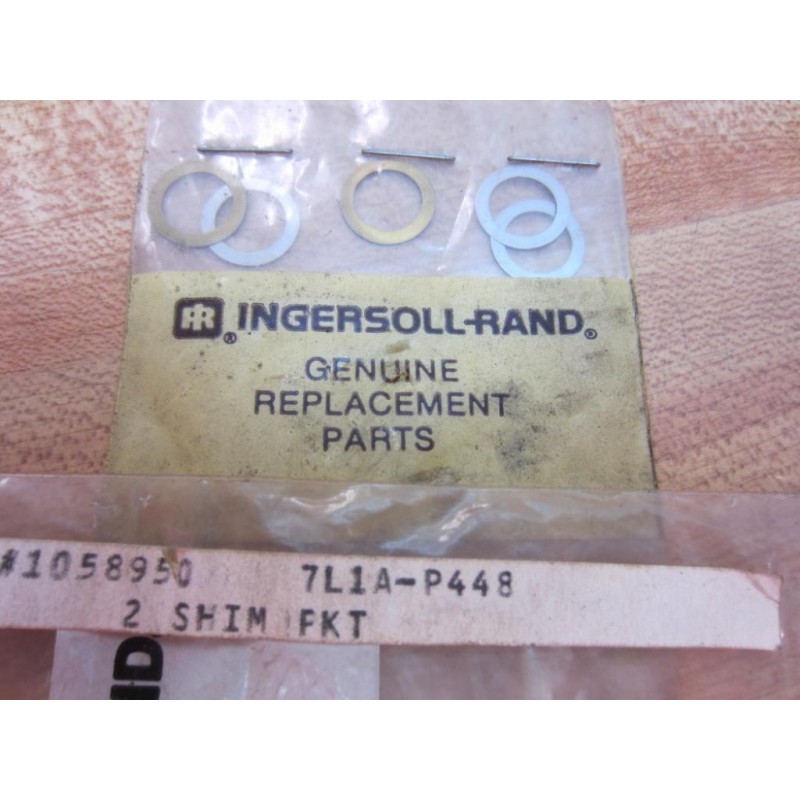 IR® INGERSOLL-RAND®
GENUINE
REPLACEMENT
PARTS
#1058950 7L1A-P448
2 SHIM PKT